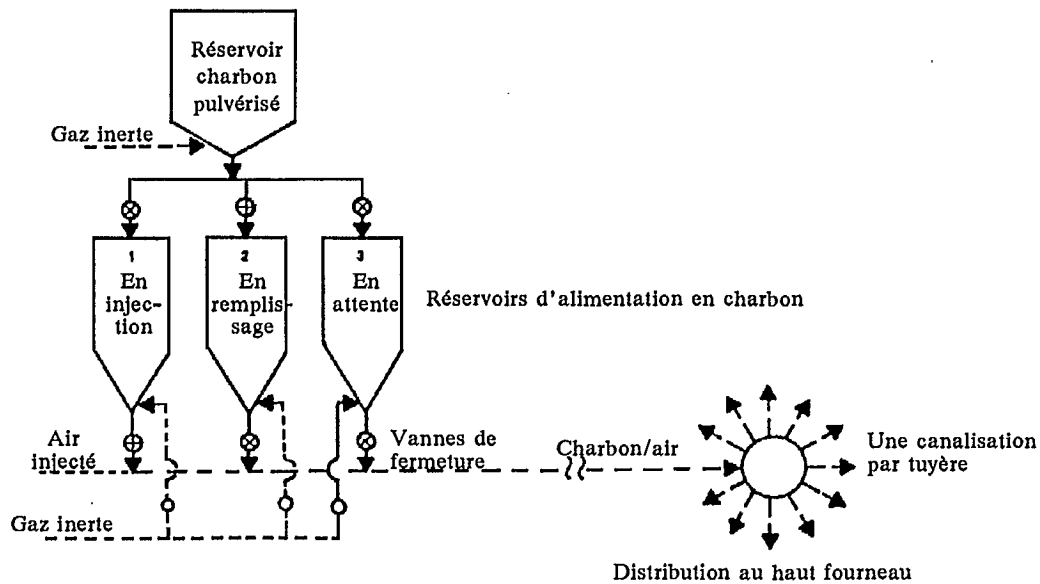 Réservoir
charbon
pulvérisé
Gaz inerte
1
En
injec-
tion
2
En
remplis-
sage
3
En
attente
Réservoirs d'alimentation en charbon
Air
injecté
Vannes de
fermeture
Charbon/air
Une canalisation
par tuyère
Gaz inerte
Distribution au haut fourneau